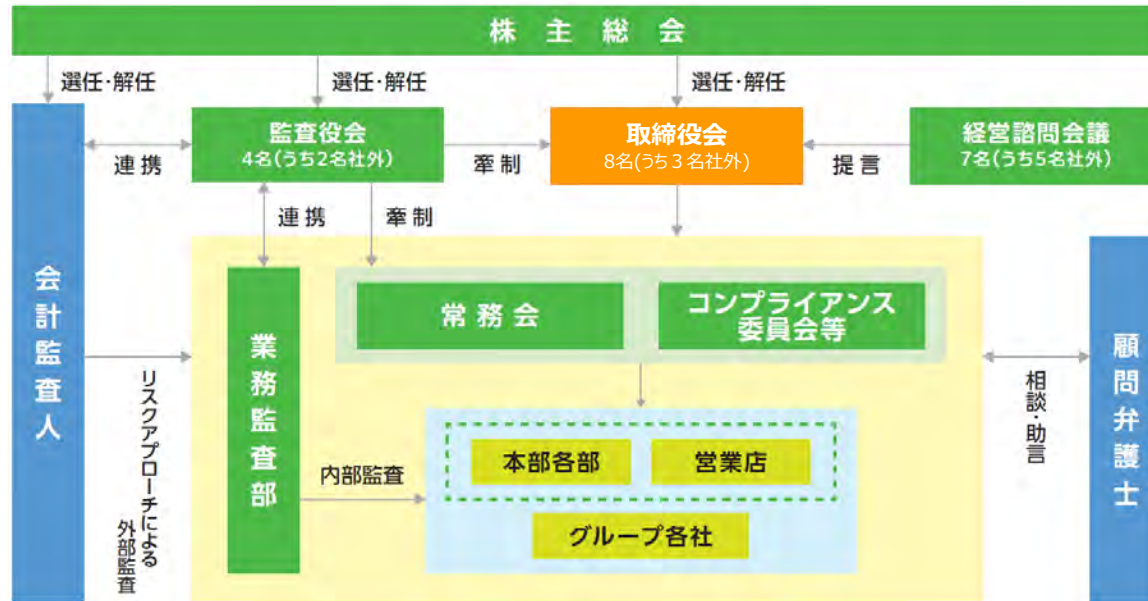 株主総会
選任・解任
選任・解任
選任・解任
監査役会
4名(うち2名社外)
取締役会
8名(うち3名社外)
経営諮問会議
7名(うち5名社外)
連携
牽制
提言
連携
牽制
会計監査人
業務監査部
常務会
コンプライアンス
委員会等
顧問弁護士
リスクアプローチによる
外部監査
相談・助言
内部監査
本部各部
営業店
グループ各社